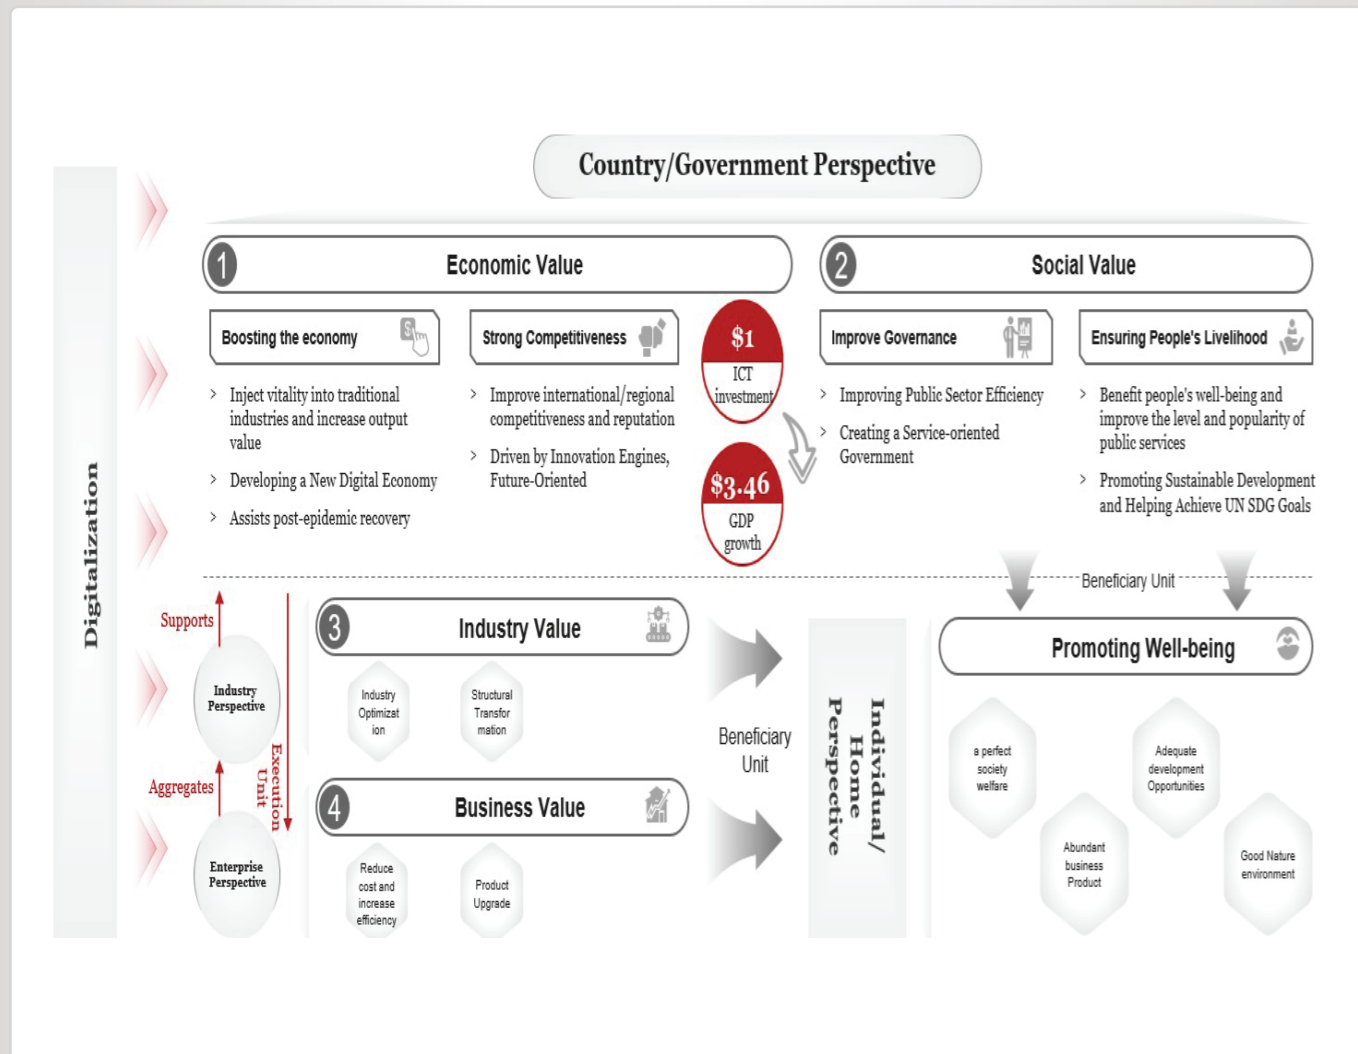 Country/Government Perspective
Digitalization
1
Economic Value
2
Social Value
Boosting the economy
Inject vitality into traditional
industries and increase output
value
Developing a New Digital Economy
Assists post-epidemic recovery
Strong Competitiveness
Improve international/regional
competitiveness and reputation
Driven by Innovation Engines,
Future-Oriented
$1
ICT
investment
$3.46
GDP
growth
Improve Governance
Improving Public Sector Efficiency
Creating a Service-oriented
Government
Ensuring People's Livelihood
Benefit people's well-being and
improve the level and popularity of
public services
Promoting Sustainable Development
and Helping Achieve UN SDG Goals
Beneficiary Unit
Supports
Industry
Perspective
Aggregates
Execution
Unit
Enterprise
Perspective
3
Industry Value
Industry
Optimizat
ion
Structural
Transfor
mation
4
Business Value
Reduce
cost and
increase
efficiency
Product
Upgrade
Beneficiary
Unit
Individual/
Home
Perspective
Promoting Well-being
a perfect
society
welfare
Abundant
business
Product
Adequate
development
Opportunities
Good Nature
environment